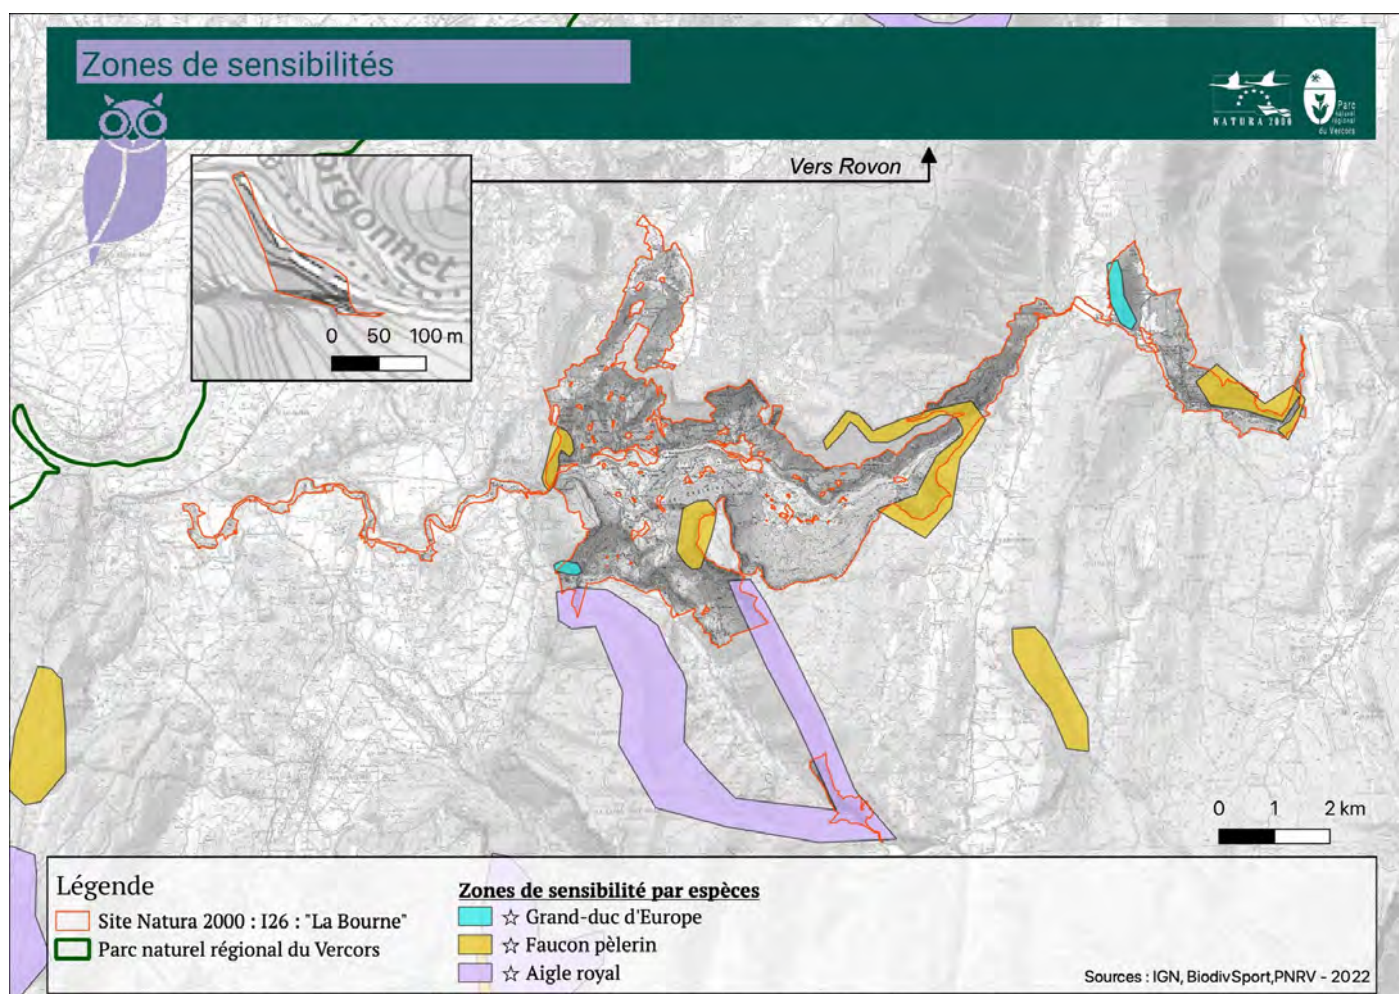 Zones de sensibilités
NATURA 2000
Parc
naturel
régional
du Vercors
Vers Rovon
orgonnet
0 50 100 m
0 1 2 km
Légende
Site Natura 2000 : I26 : "La Bourne"
Parc naturel régional du Vercors
Zones de sensibilité par espèces
☆ Grand-duc d'Europe
☆ Faucon pèlerin
☆ Aigle royal
Sources : IGN, BiodivSport,PNRV - 2022